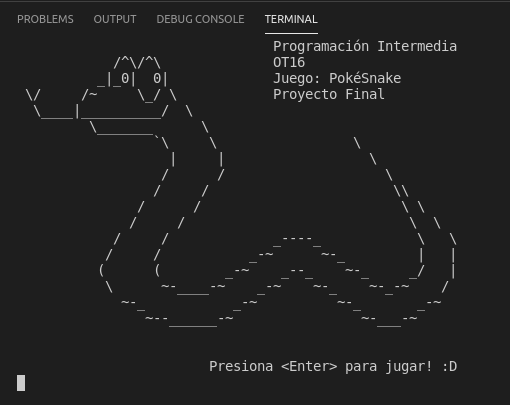 PROBLEMS OUTPUT DEBUG CONSOLE TERMINAL
Programación Intermedia
OT16
Juego: PokéSnake
Proyecto Final
Presiona <Enter> para jugar! :D